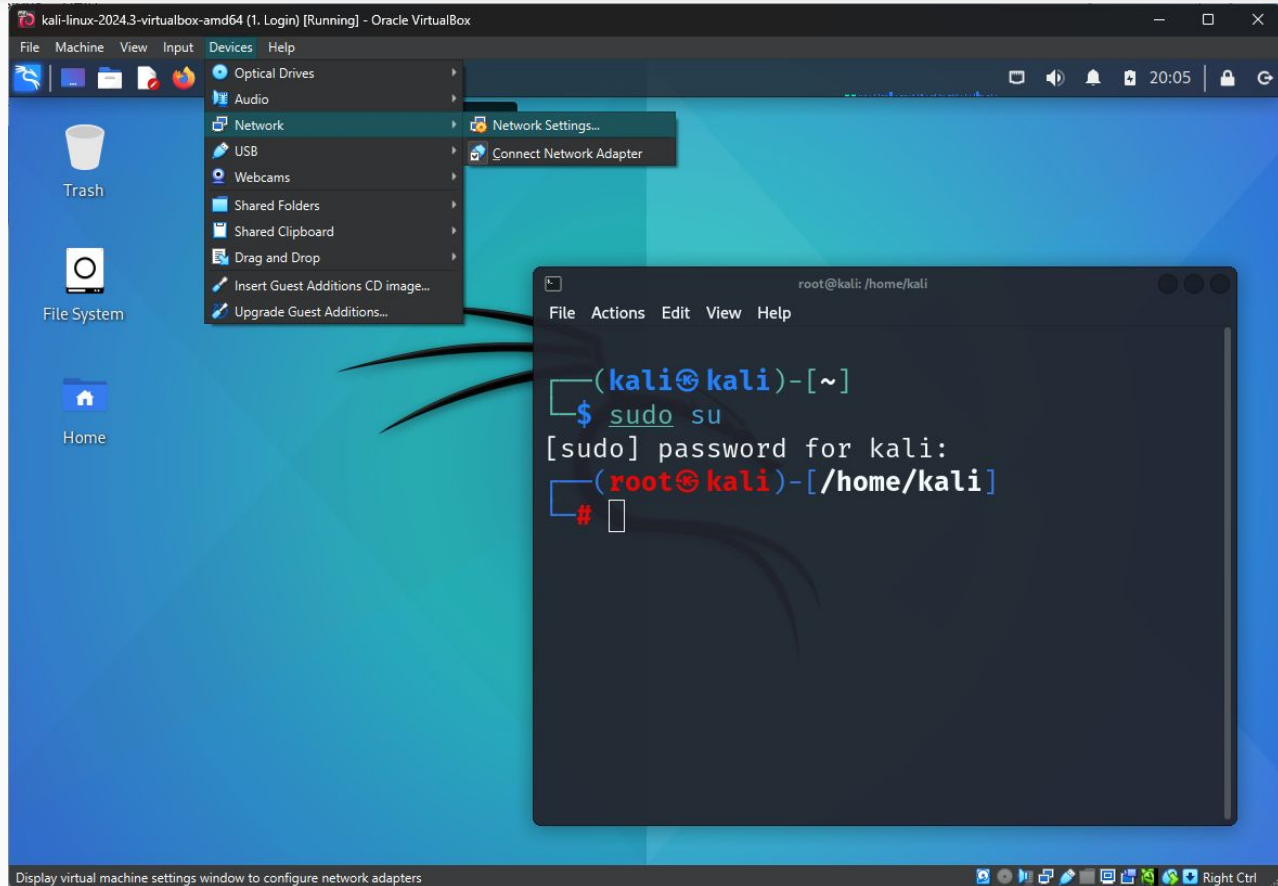 kali-linux-2024.3-virtualbox-amd64 (1. Login) [Running] - Oracle VirtualBox
File Machine View Input Devices Help
20:05
Optical Drives
Audio
Network
USB
Webcams
Shared Folders
Shared Clipboard
Drag and Drop
Insert Guest Additions CD image...
Upgrade Guest Additions...
Network Settings...
Connect Network Adapter
Trash
File System
Home
root@kali: /home/kali
File Actions Edit View Help
(kali㉿kali)-[~]
$ sudo su
[sudo] password for kali:
(root㉿kali)-[/home/kali]
#
Display virtual machine settings window to configure network adapters
Right Ctrl